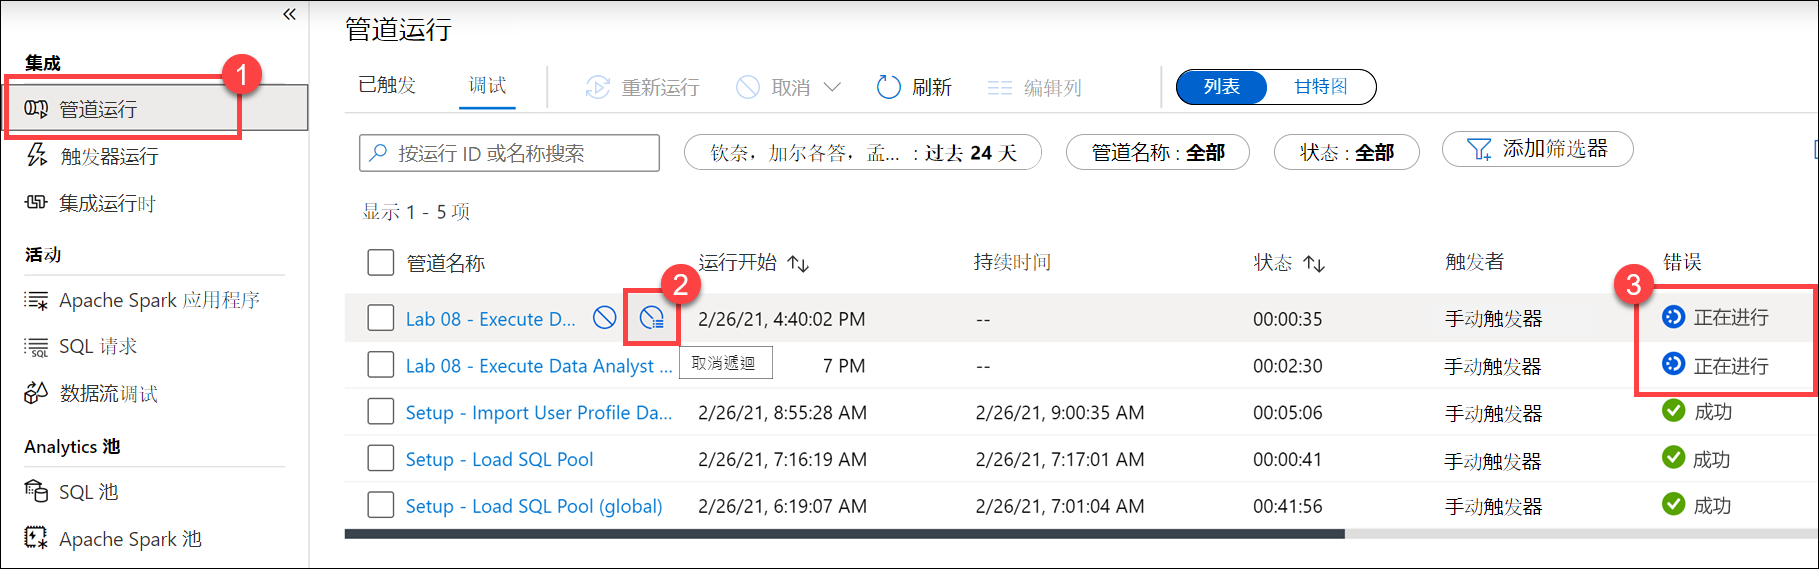 «
集成
1
管道运行
触发器运行
集成运行时
活动
Apache Spark 应用程序
SQL 请求
数据流调试
Analytics 池
SQL 池
Apache Spark 池
管道运行
已触发 调试 重新运行 取消 刷新 编辑列 列表 甘特图
按运行 ID 或名称搜索 钦奈，加尔各答，孟... : 过去 24 天 管道名称 : 全部 状态 : 全部 添加筛选器
显示 1 - 5 项
管道名称 运行开始 持续时间 状态 触发者 错误
2 3
Lab 08 - Execute D... 2/26/21, 4:40:02 PM -- 00:00:35 手动触发器 正在进行
取消遞迴
Lab 08 - Execute Data Analyst ... 7 PM -- 00:02:30 手动触发器 正在进行
Setup - Import User Profile Da... 2/26/21, 8:55:28 AM 2/26/21, 9:00:35 AM 00:05:06 手动触发器 成功
Setup - Load SQL Pool 2/26/21, 7:16:19 AM 2/26/21, 7:17:01 AM 00:00:41 手动触发器 成功
Setup - Load SQL Pool (global) 2/26/21, 6:19:07 AM 2/26/21, 7:01:04 AM 00:41:56 手动触发器 成功